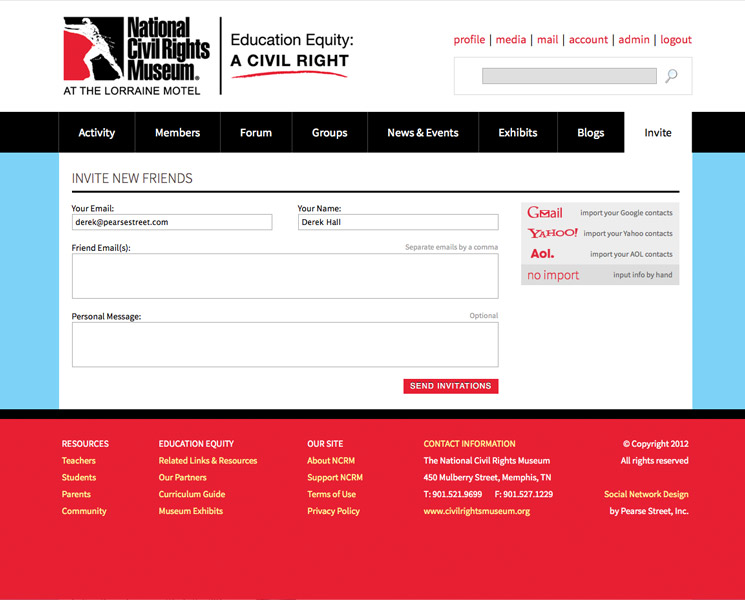 National
Civil Rights
Museum®
AT THE LORRAINE MOTEL
Education Equity:
A CIVIL RIGHT
profile | media | mail | account | admin | logout
Activity Members Forum Groups News & Events Exhibits Blogs Invite
INVITE NEW FRIENDS
Your Email: Your Name:
derek@pearsestreet.com Derek Hall
Friend Email(s): Separate emails by a comma
Personal Message: Optional
SEND INVITATIONS
Gmail import your Google contacts
YAHOO! import your Yahoo contacts
Aol. import your AOL contacts
no import input info by hand
RESOURCES
Teachers
Students
Parents
Community
EDUCATION EQUITY
Related Links & Resources
Our Partners
Curriculum Guide
Museum Exhibits
OUR SITE
About NCRM
Support NCRM
Terms of Use
Privacy Policy
CONTACT INFORMATION
The National Civil Rights Museum
450 Mulberry Street, Memphis, TN
T: 901.521.9699 F: 901.527.1229
www.civilrightsmuseum.org
© Copyright 2012
All rights reserved
Social Network Design
by Pearse Street, Inc.